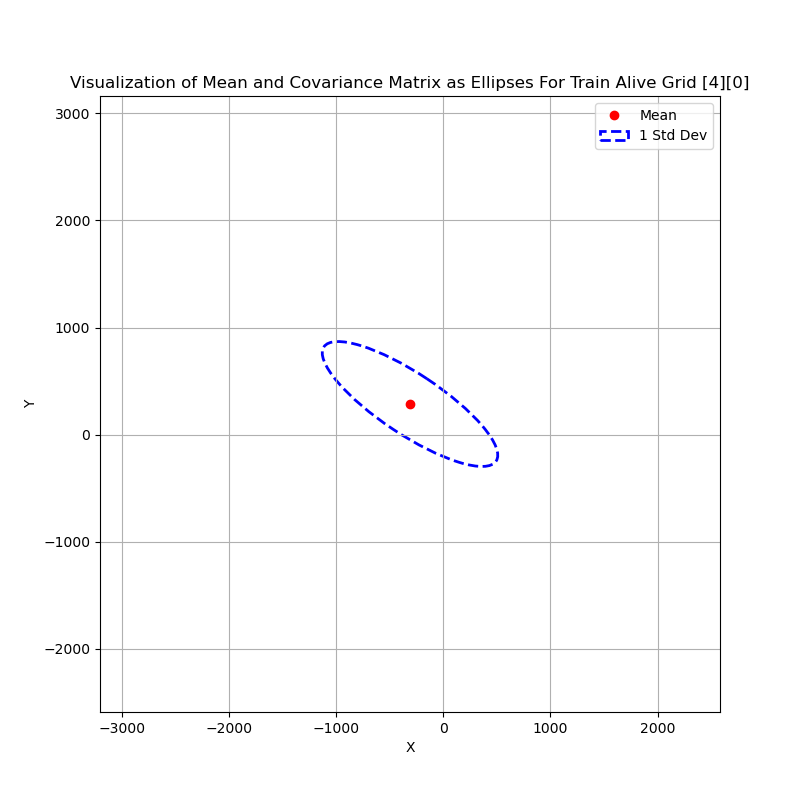 Visualization of Mean and Covariance Matrix as Ellipses For Train Alive Grid [4][0]
Mean
1 Std Dev
3000
2000
1000
0
−1000
−2000
Y
−3000
−2000
−1000
0
1000
2000
X